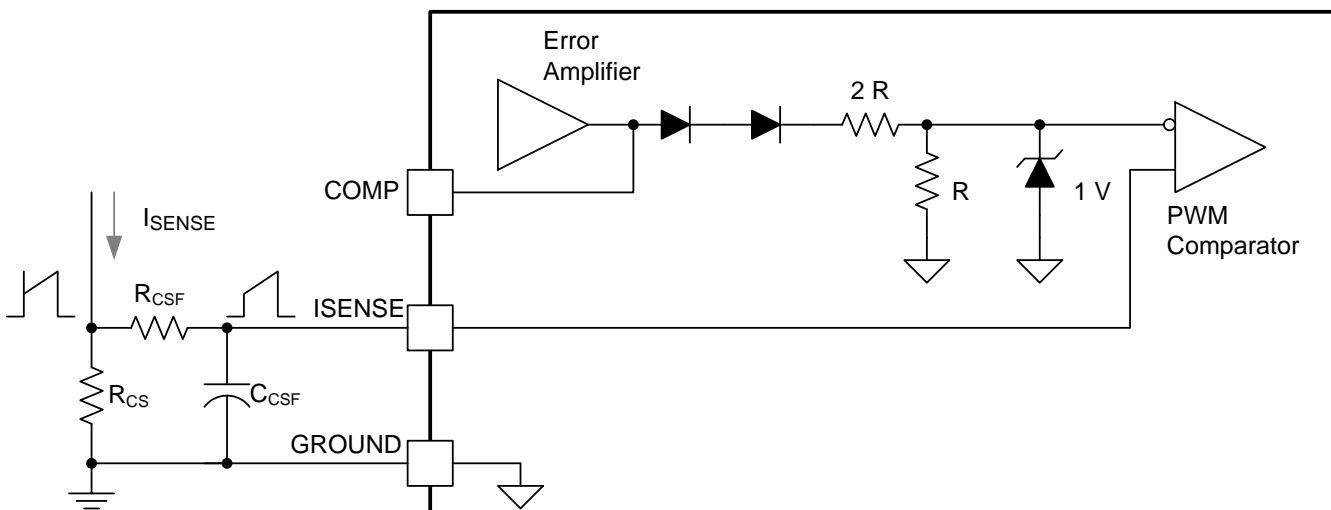 Error
Amplifier
2 R
COMP
R
1 V
PWM
Comparator
I_SENSE
R_CSF
ISENSE
R_CS
C_CSF
GROUND